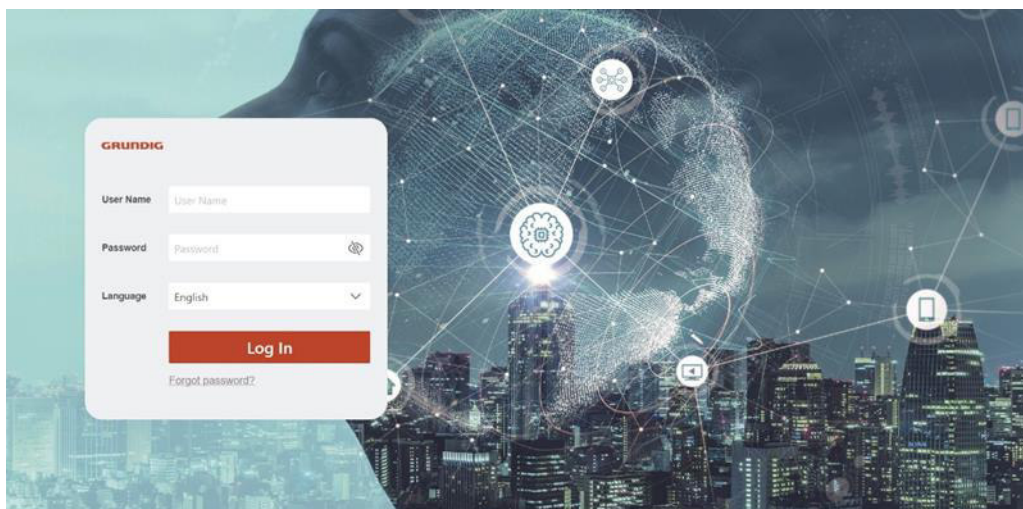 GRUNDIG
User Name User Name
Password Password
Language English
Log In
Forgot password?